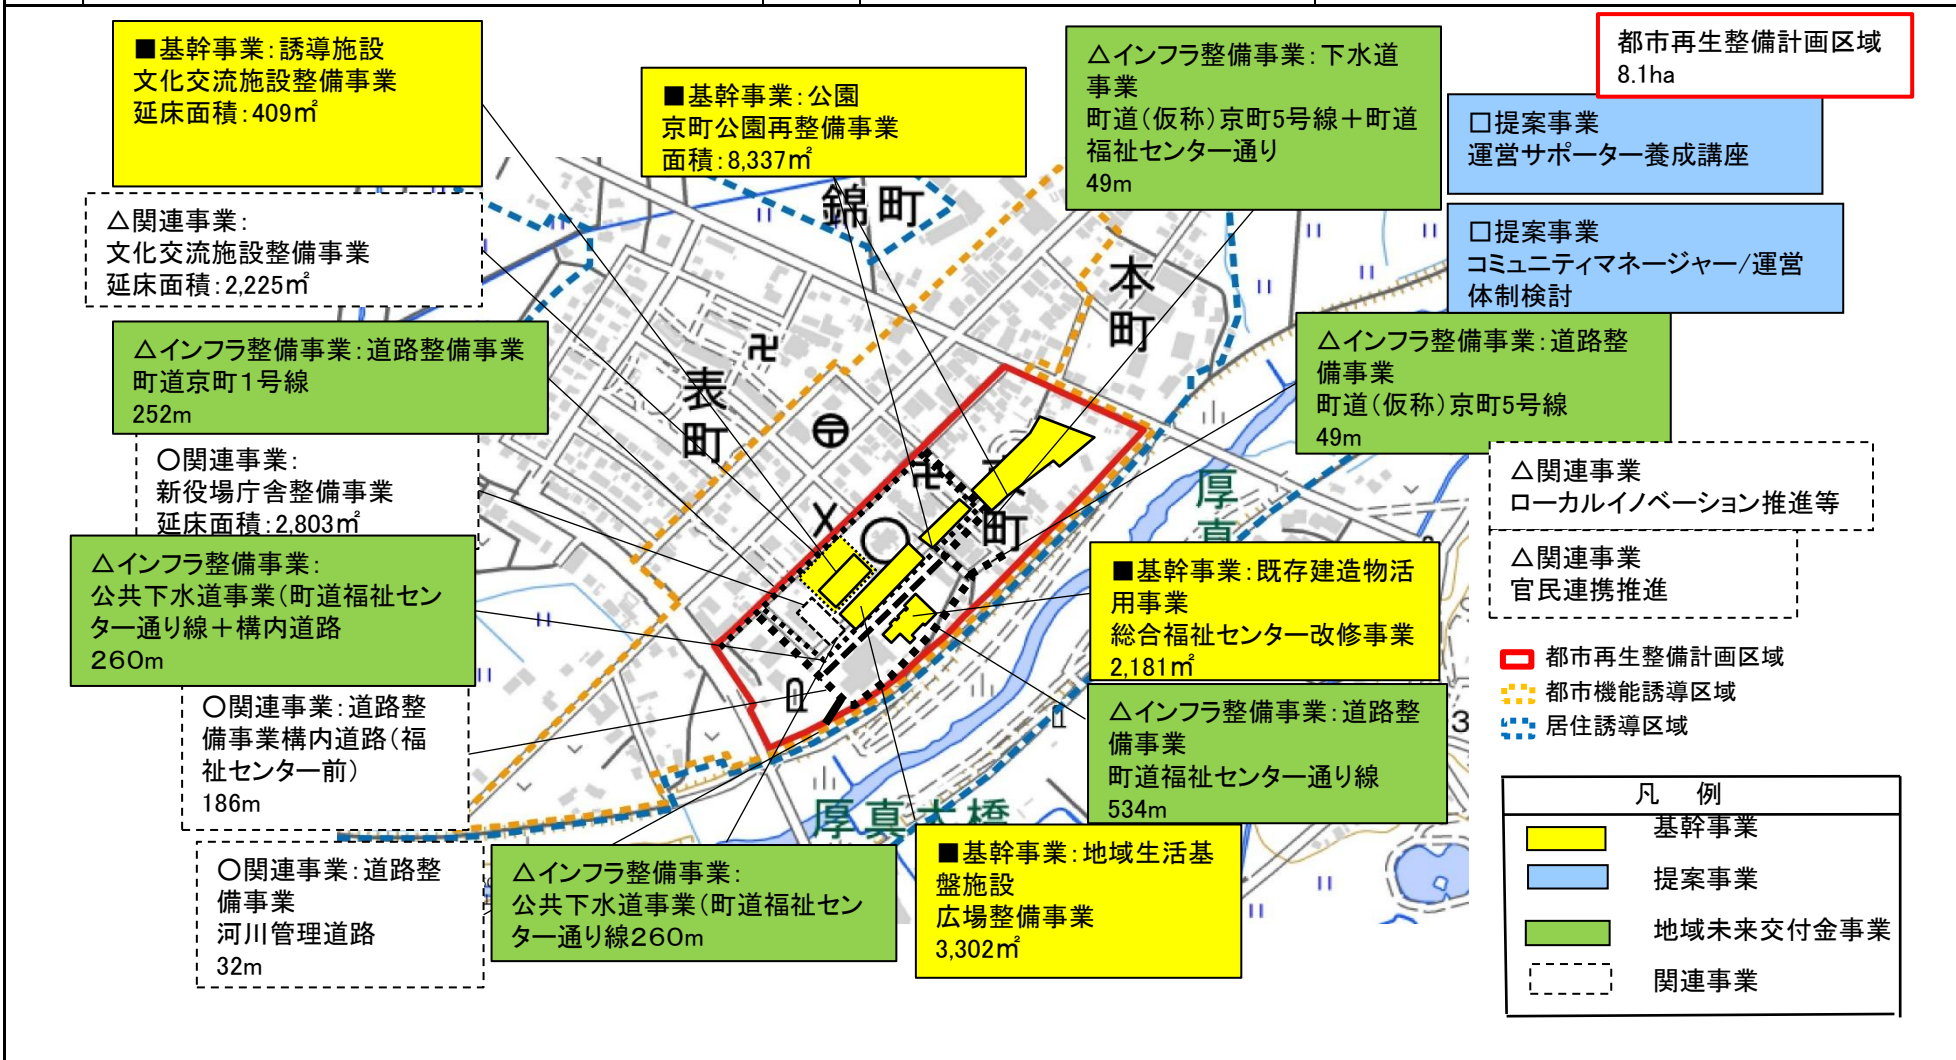 ■基幹事業：誘導施設
文化交流施設整備事業
延床面積：409㎡
■基幹事業：公園
京町公園再整備事業
面積：8,337㎡
△インフラ整備事業：下水道
事業
町道（仮称）京町5号線＋町道
福祉センター通り
49m
都市再生整備計画区域
8.1ha
□提案事業
運営サポーター養成講座
□提案事業
コミュニティマネージャー/運営
体制検討
△関連事業：
文化交流施設整備事業
延床面積：2,225㎡
△インフラ整備事業：道路整備事業
町道京町１号線
252m
△インフラ整備事業：道路整
備事業
町道（仮称）京町5号線
49m
〇関連事業：
新役場庁舎整備事業
延床面積：2,803㎡
△関連事業
ローカルイノベーション推進等
△関連事業
官民連携推進
△インフラ整備事業：
公共下水道事業（町道福祉セン
ター通り線＋構内道路
２６０m
■基幹事業：既存建造物活
用事業
総合福祉センター改修事業
2,181㎡
〇関連事業：道路整
備事業構内道路（福
祉センター前）
186m
△インフラ整備事業：道路整
備事業
町道福祉センター通り線
534m
〇関連事業：道路整
備事業
河川管理道路
32m
△インフラ整備事業：
公共下水道事業（町道福祉セン
ター通り線２６０m
■基幹事業：地域生活基
盤施設
広場整備事業
3,302㎡
錦町
本町
表町
町
厚真
厚真大橋
3
都市再生整備計画区域
都市機能誘導区域
居住誘導区域
凡　例
基幹事業
提案事業
地域未来交付金事業
関連事業